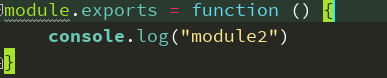 module.exports = function () {
    console.log("module2")
}